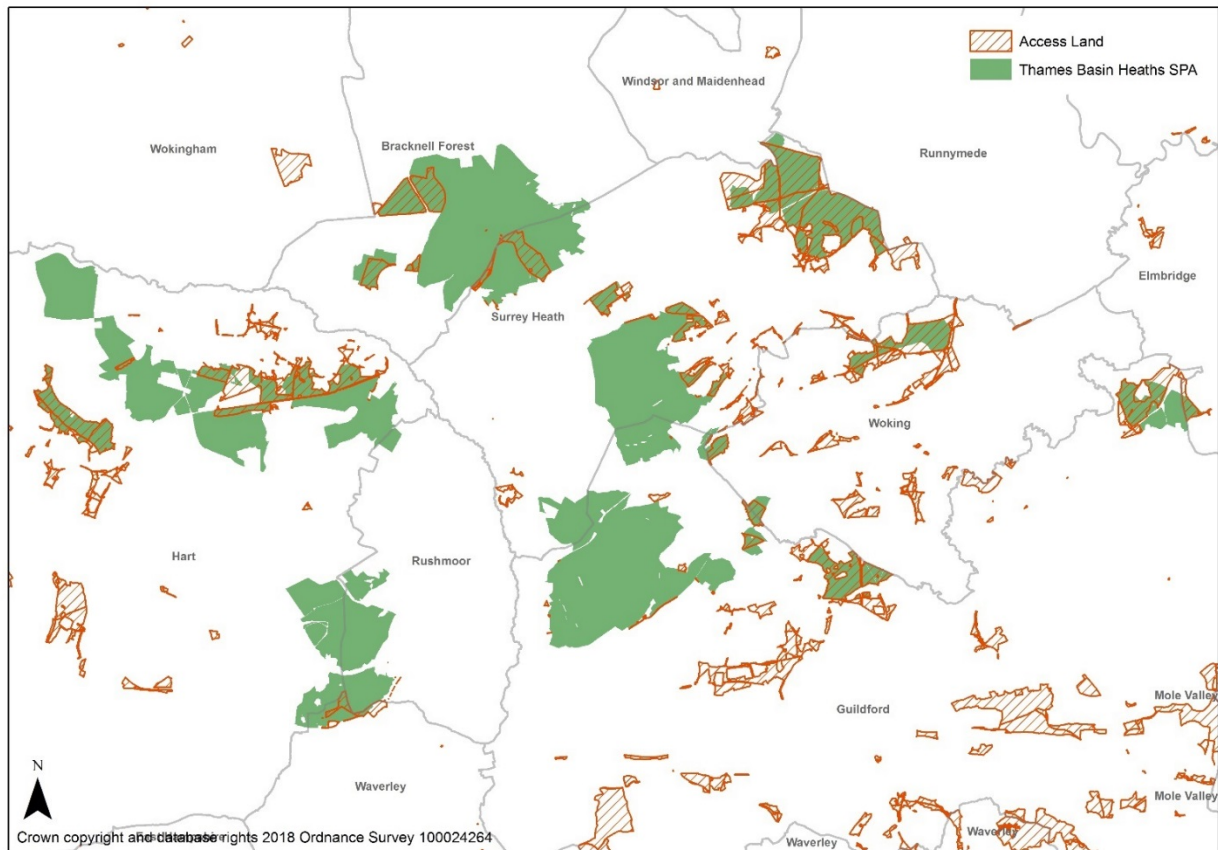 Access Land
Thames Basin Heaths SPA
Windsor and Maidenhead
Wokingham
Bracknell Forest
Runnymede
Elmbridge
Surrey Heath
Woking
Hart
Rushmoor
Mole Valley
Guildford
N
Waverley
Mole Valley
Waverley
Crown copyright and database rights 2018 Ordnance Survey 100024264
Waverley